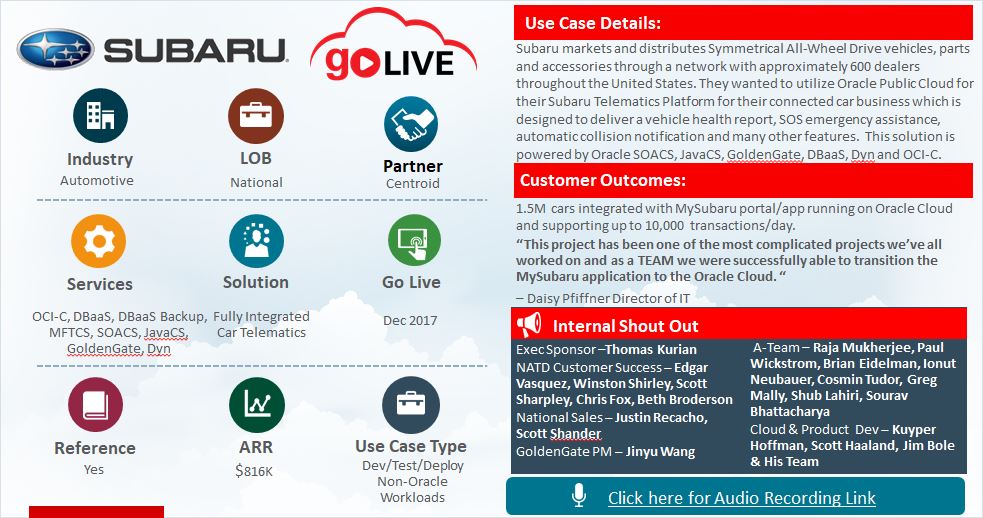 SUBARU
goLIVE
Industry
Automotive
LOB
National
Partner
Centroid
Services
OCI-C, DBaaS, DBaaS Backup,
MFTCS, SOACS, JavaCS,
GoldenGate, Dyn
Solution
Fully Integrated
Car Telematics
Go Live
Dec 2017
Reference
Yes
ARR
$816K
Use Case Type
Dev/Test/Deploy
Non-Oracle
Workloads
Use Case Details:
Subaru markets and distributes Symmetrical All-Wheel Drive vehicles, parts
and accessories through a network with approximately 600 dealers
throughout the United States. They wanted to utilize Oracle Public Cloud for
their Subaru Telematics Platform for their connected car business which is
designed to deliver a vehicle health report, SOS emergency assistance,
automatic collision notification and many other features.  This solution is
powered by Oracle SOACS, JavaCS, GoldenGate, DBaaS, Dyn and OCI-C.
Customer Outcomes:
1.5M  cars integrated with MySubaru portal/app running on Oracle Cloud
and supporting up to 10,000  transactions/day.
“This project has been one of the most complicated projects we’ve all
worked on and as a TEAM we were successfully able to transition the
MySubaru application to the Oracle Cloud. “
– Daisy Pfiffner Director of IT
Internal Shout Out
Exec Sponsor –Thomas Kurian
NATD Customer Success – Edgar
Vasquez, Winston Shirley, Scott
Sharpley, Chris Fox, Beth Broderson
National Sales – Justin Recacho,
Scott Shander
GoldenGate PM – Jinyu Wang
A-Team – Raja Mukherjee, Paul
Wickstrom, Brian Eidelman, Ionut
Neubauer, Cosmin Tudor, Greg
Mally, Shub Lahiri, Sourav
Bhattacharya
Cloud & Product  Dev – Kuyper
Hoffman, Scott Haaland, Jim Bole
& His Team
Click here for Audio Recording Link